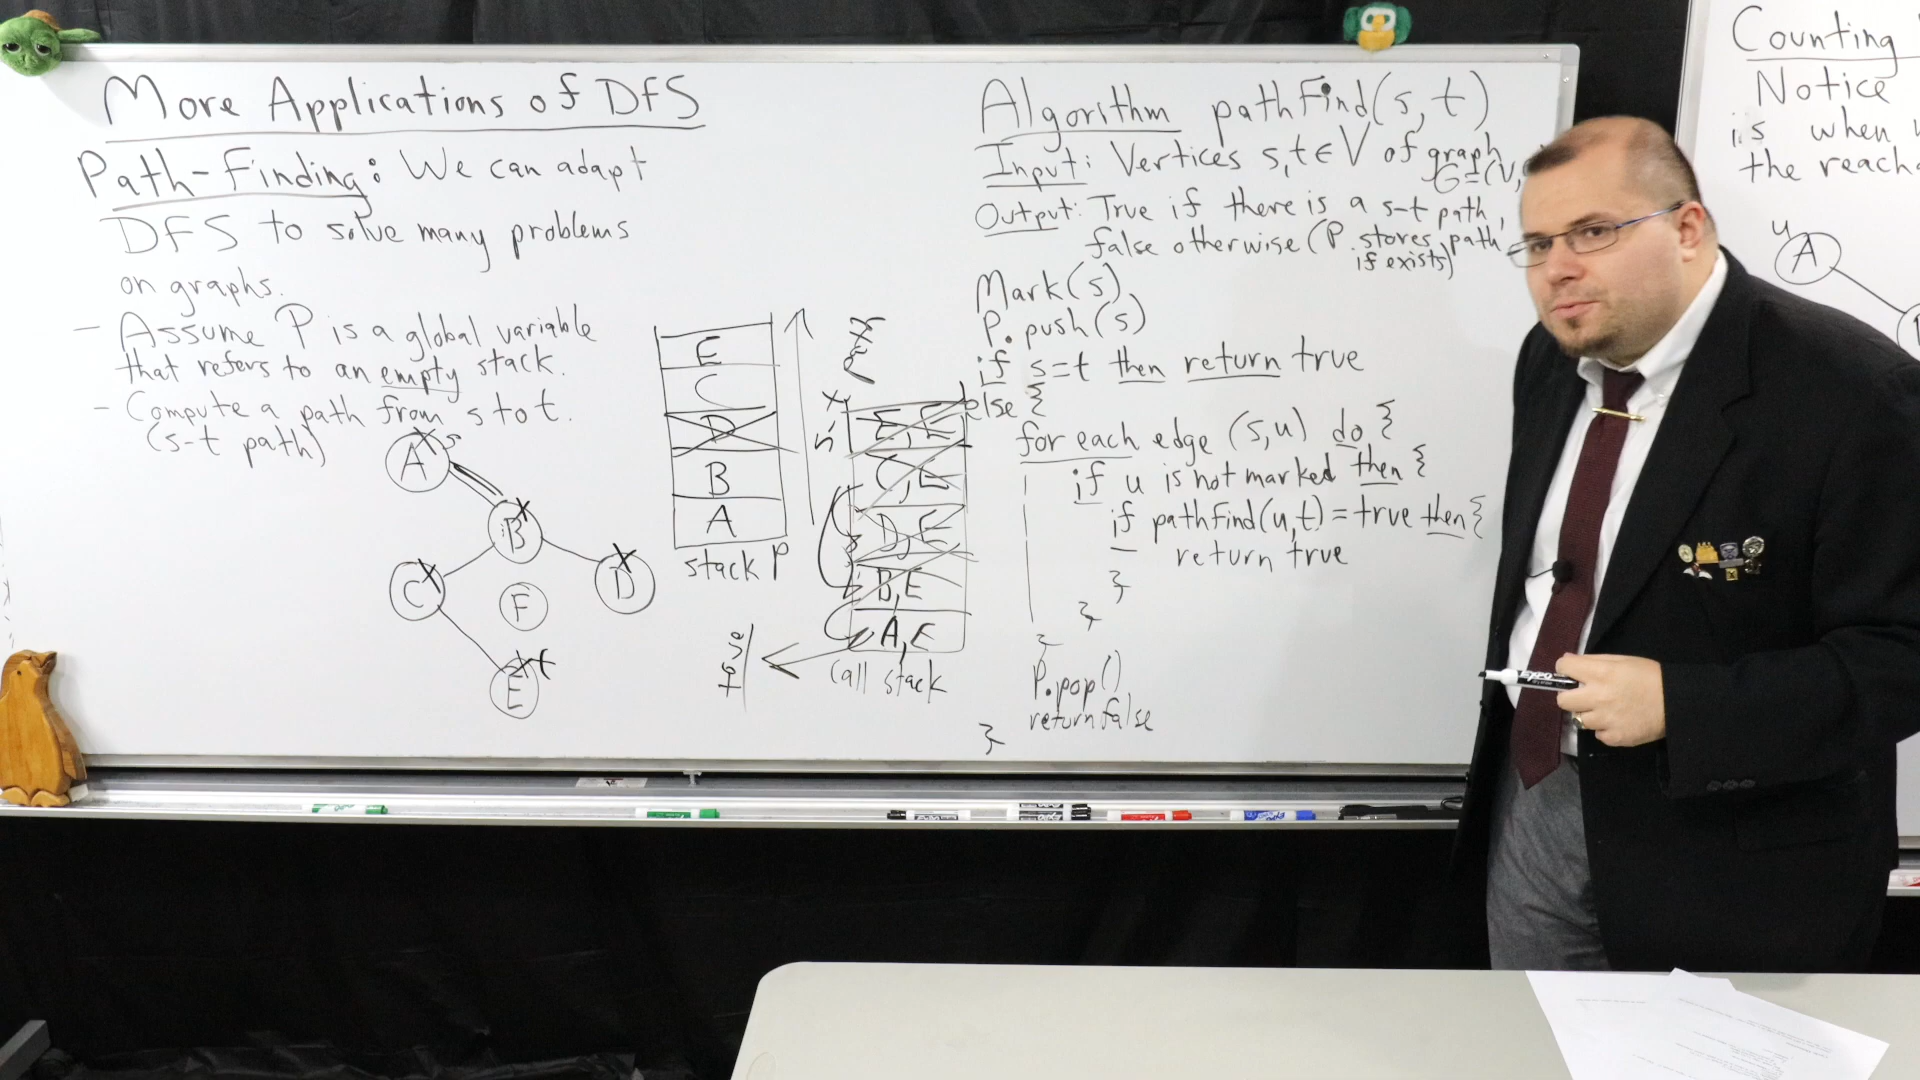 More Applications of DFS
Path-Finding: We can adapt
DFS to solve many problems
on graphs.
- Assume P is a global variable
that refers to an empty stack.
- Compute a path from s to t.
(s-t path)
A s
B
C
F
D
E t
E
C
D
B
A
stack P
s-t
E, E
C, E
D, E
B, E
A, E
call stack
true
Algorithm pathFind(s, t)
Input: Vertices s, t ∈ V of graph
G=(V,
Output: True if there is a s-t path,
false otherwise (P stores path
if exists)
Mark(s)
P.push(s)
if s=t then return true
else {
for each edge (s,u) do {
if u is not marked then {
if pathfind(u,t) = true then {
return true
}
}
}
P.pop()
return false
}
Counting
Notice
is when
the reach
u
A
EXPO